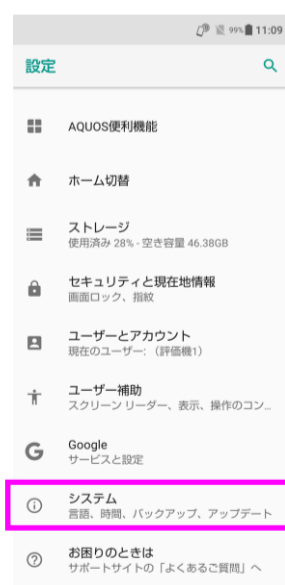 99% 11:09
設定
AQUOS便利機能
ホーム切替
ストレージ
使用済み 28% - 空き容量 46.38GB
セキュリティと現在地情報
画面ロック、指紋
ユーザーとアカウント
現在のユーザー: （評価機1）
ユーザー補助
スクリーン リーダー、表示、操作のコン...
Google
サービスと設定
システム
言語、時間、バックアップ、アップデート
お困りのときは
サポートサイトの「よくあるご質問」へ